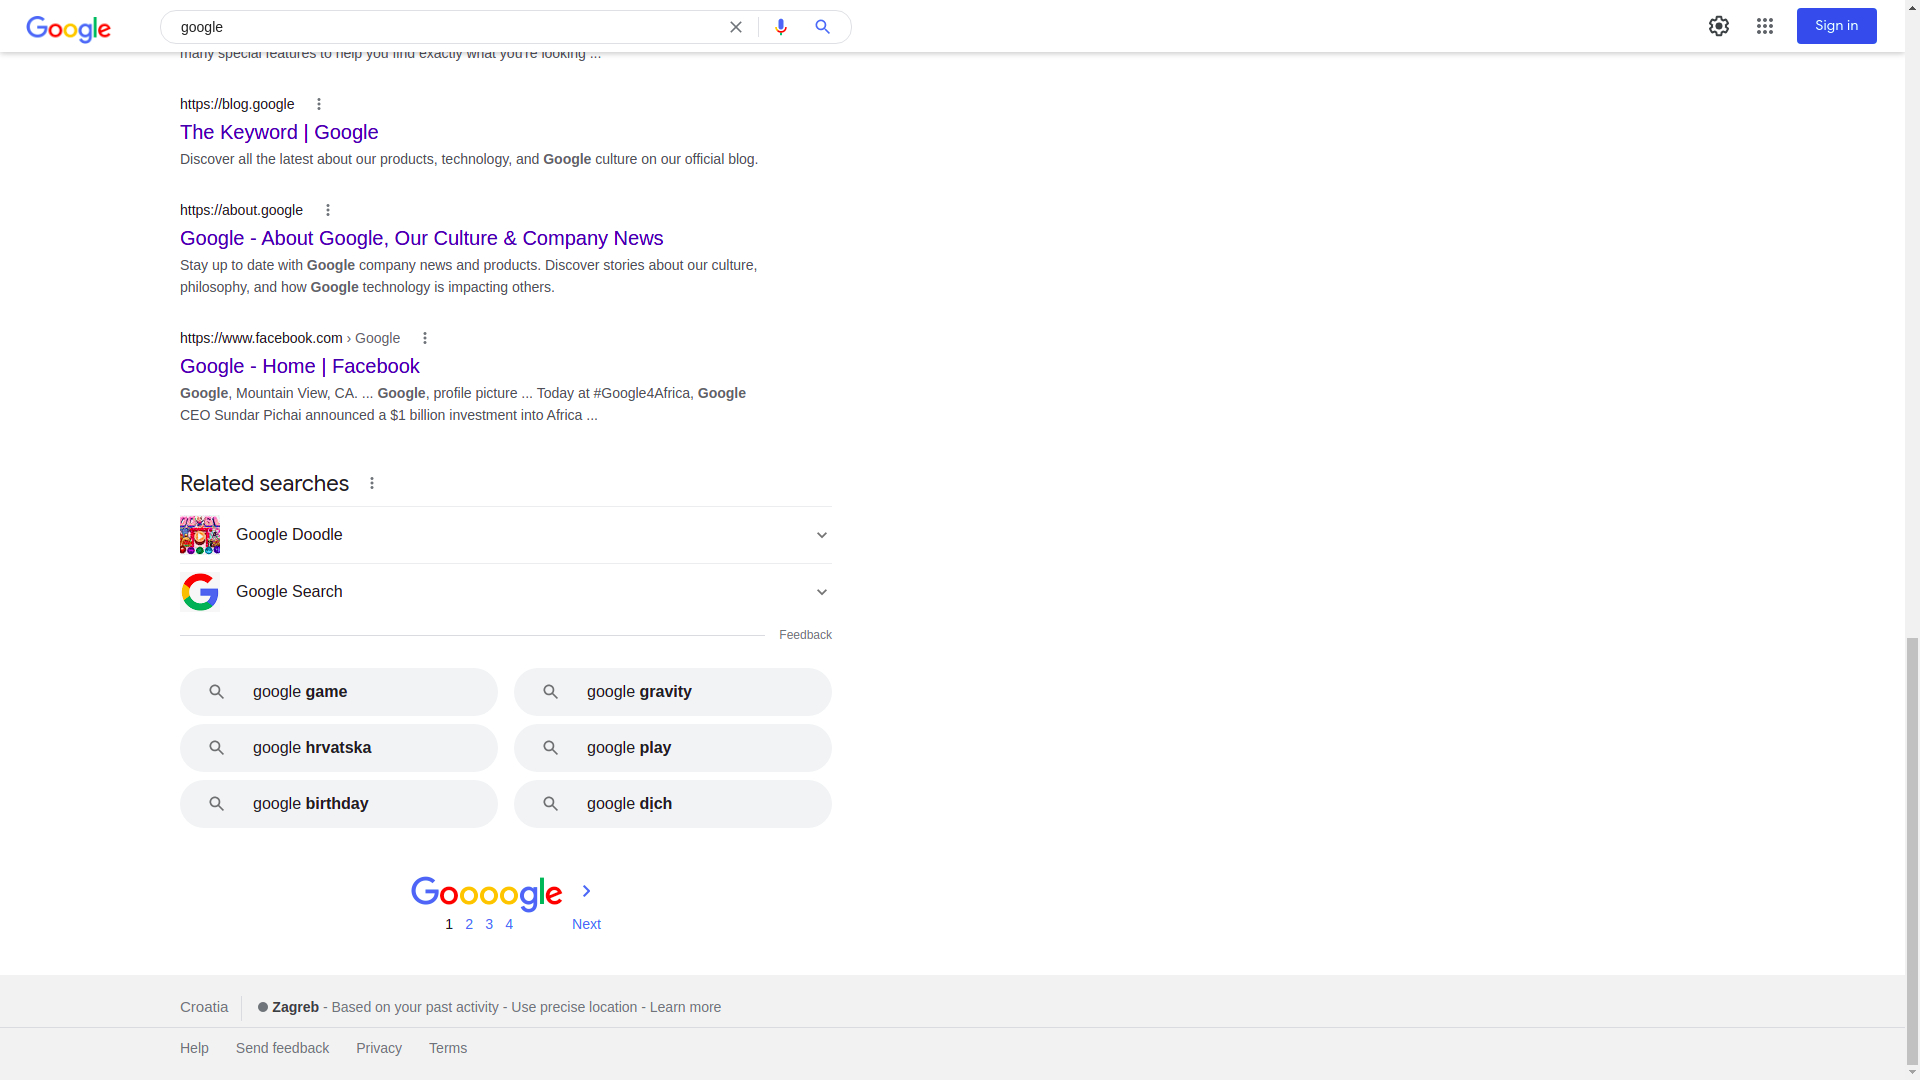 Google
google
Sign in
many special features to help you find exactly what you're looking ...
https://blog.google
The Keyword | Google
Discover all the latest about our products, technology, and Google culture on our official blog.
https://about.google
Google - About Google, Our Culture & Company News
Stay up to date with Google company news and products. Discover stories about our culture,
philosophy, and how Google technology is impacting others.
https://www.facebook.com › Google
Google - Home | Facebook
Google, Mountain View, CA. ... Google, profile picture ... Today at #Google4Africa, Google
CEO Sundar Pichai announced a $1 billion investment into Africa ...
Related searches
Google Doodle
Google Search
Feedback
google game
google gravity
google hrvatska
google play
google birthday
google dịch
Goooogle
1 2 3 4 Next
Croatia
Zagreb - Based on your past activity - Use precise location - Learn more
Help Send feedback Privacy Terms